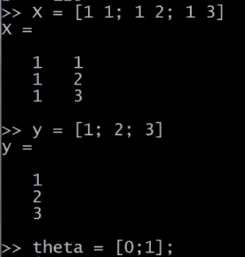 >> X = [1 1; 1 2; 1 3]
X =
1 1
1 2
1 3
>> y = [1; 2; 3]
y =
1
2
3
>> theta = [0;1];